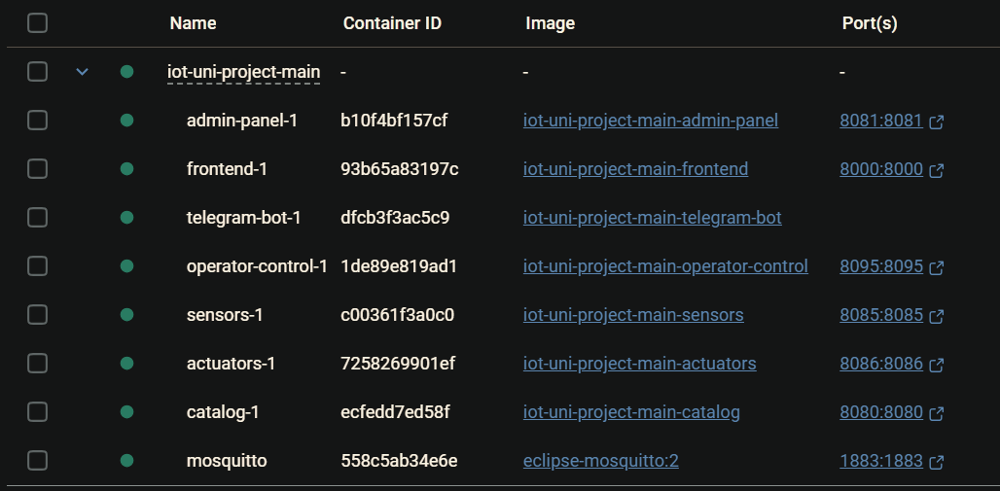 Name Container ID Image Port(s)
iot-uni-project-main - - -
admin-panel-1 b10f4bf157cf iot-uni-project-main-admin-panel 8081:8081
frontend-1 93b65a83197c iot-uni-project-main-frontend 8000:8000
telegram-bot-1 dfcb3f3ac5c9 iot-uni-project-main-telegram-bot
operator-control-1 1de89e819ad1 iot-uni-project-main-operator-control 8095:8095
sensors-1 c00361f3a0c0 iot-uni-project-main-sensors 8085:8085
actuators-1 7258269901ef iot-uni-project-main-actuators 8086:8086
catalog-1 ecfedd7ed58f iot-uni-project-main-catalog 8080:8080
mosquitto 558c5ab34e6e eclipse-mosquitto:2 1883:1883